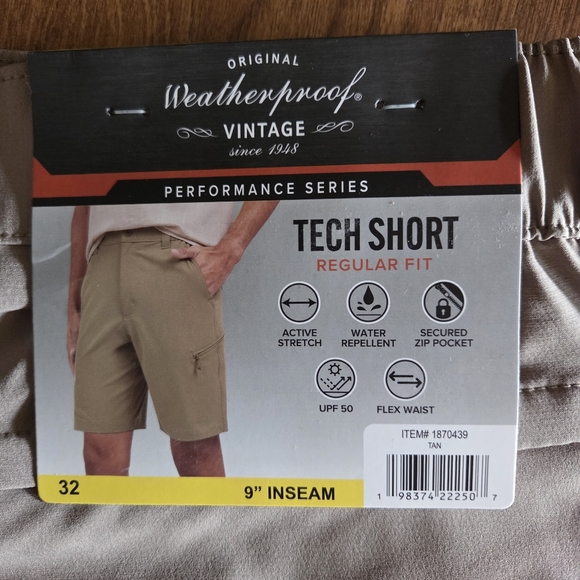 ORIGINAL
Weatherproof®
VINTAGE
since 1948
PERFORMANCE SERIES
TECH SHORT
REGULAR FIT
ACTIVE STRETCH
WATER REPELLENT
SECURED ZIP POCKET
UPF 50
FLEX WAIST
ITEM# 1870439
TAN
1 98374 22250 7
32
9” INSEAM